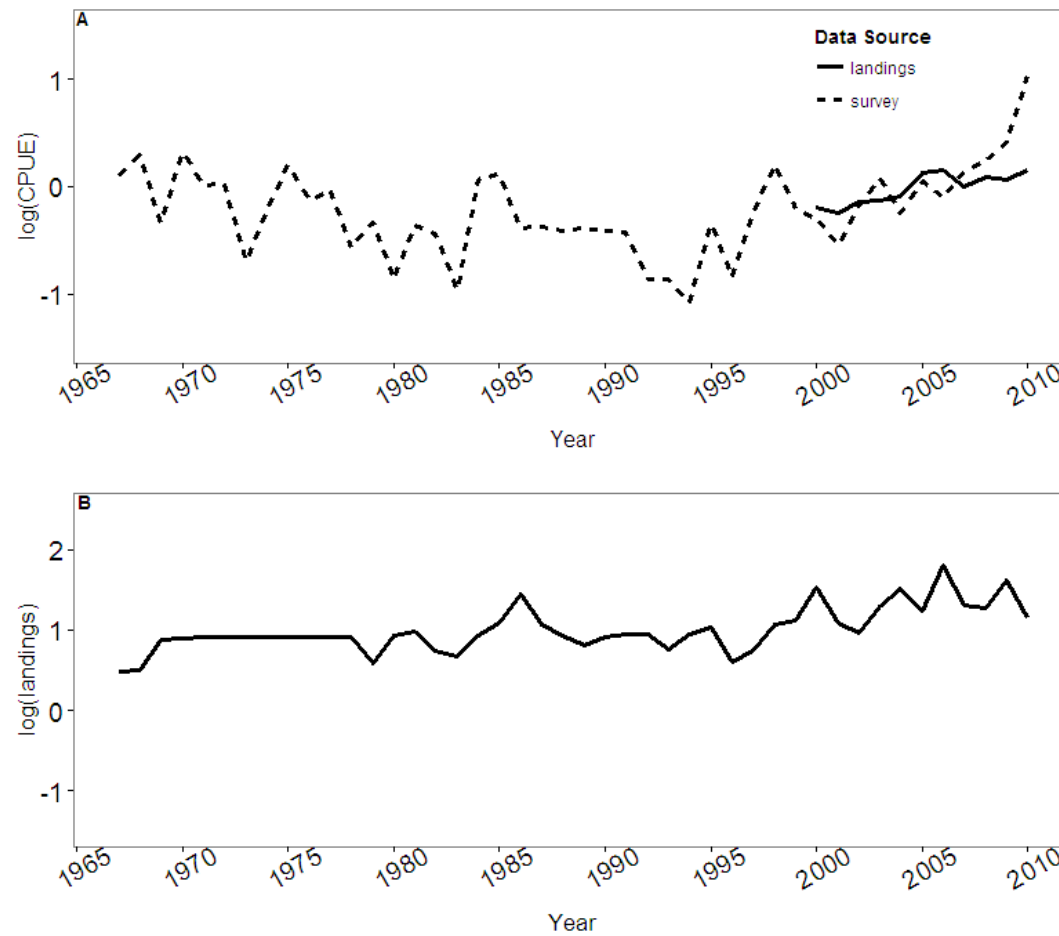 A
Data Source
landings
survey
1
0
-1
log(CPUE)
1965 1970 1975 1980 1985 1990 1995 2000 2005 2010
Year
B
2
1
0
-1
log(landings)
1965 1970 1975 1980 1985 1990 1995 2000 2005 2010
Year